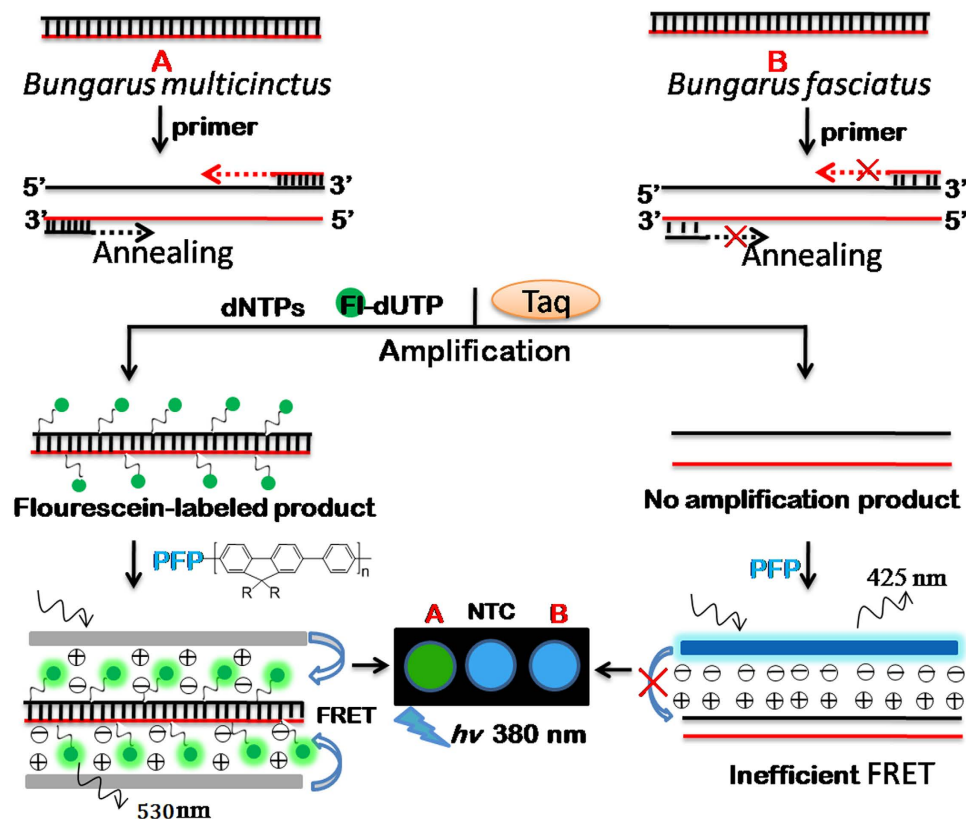 A
Bungarus multicinctus
primer
5’ 3’
3’ 5’
Annealing
B
Bungarus fasciatus
primer
5’ 3’
3’ 5’
Annealing
dNTPs Fl-dUTP Taq
Amplification
Flourescein-labeled product
No amplification product
PFP
n
R R
PFP
425 nm
A NTC B
FRET
hv 380 nm
530nm
Inefficient FRET